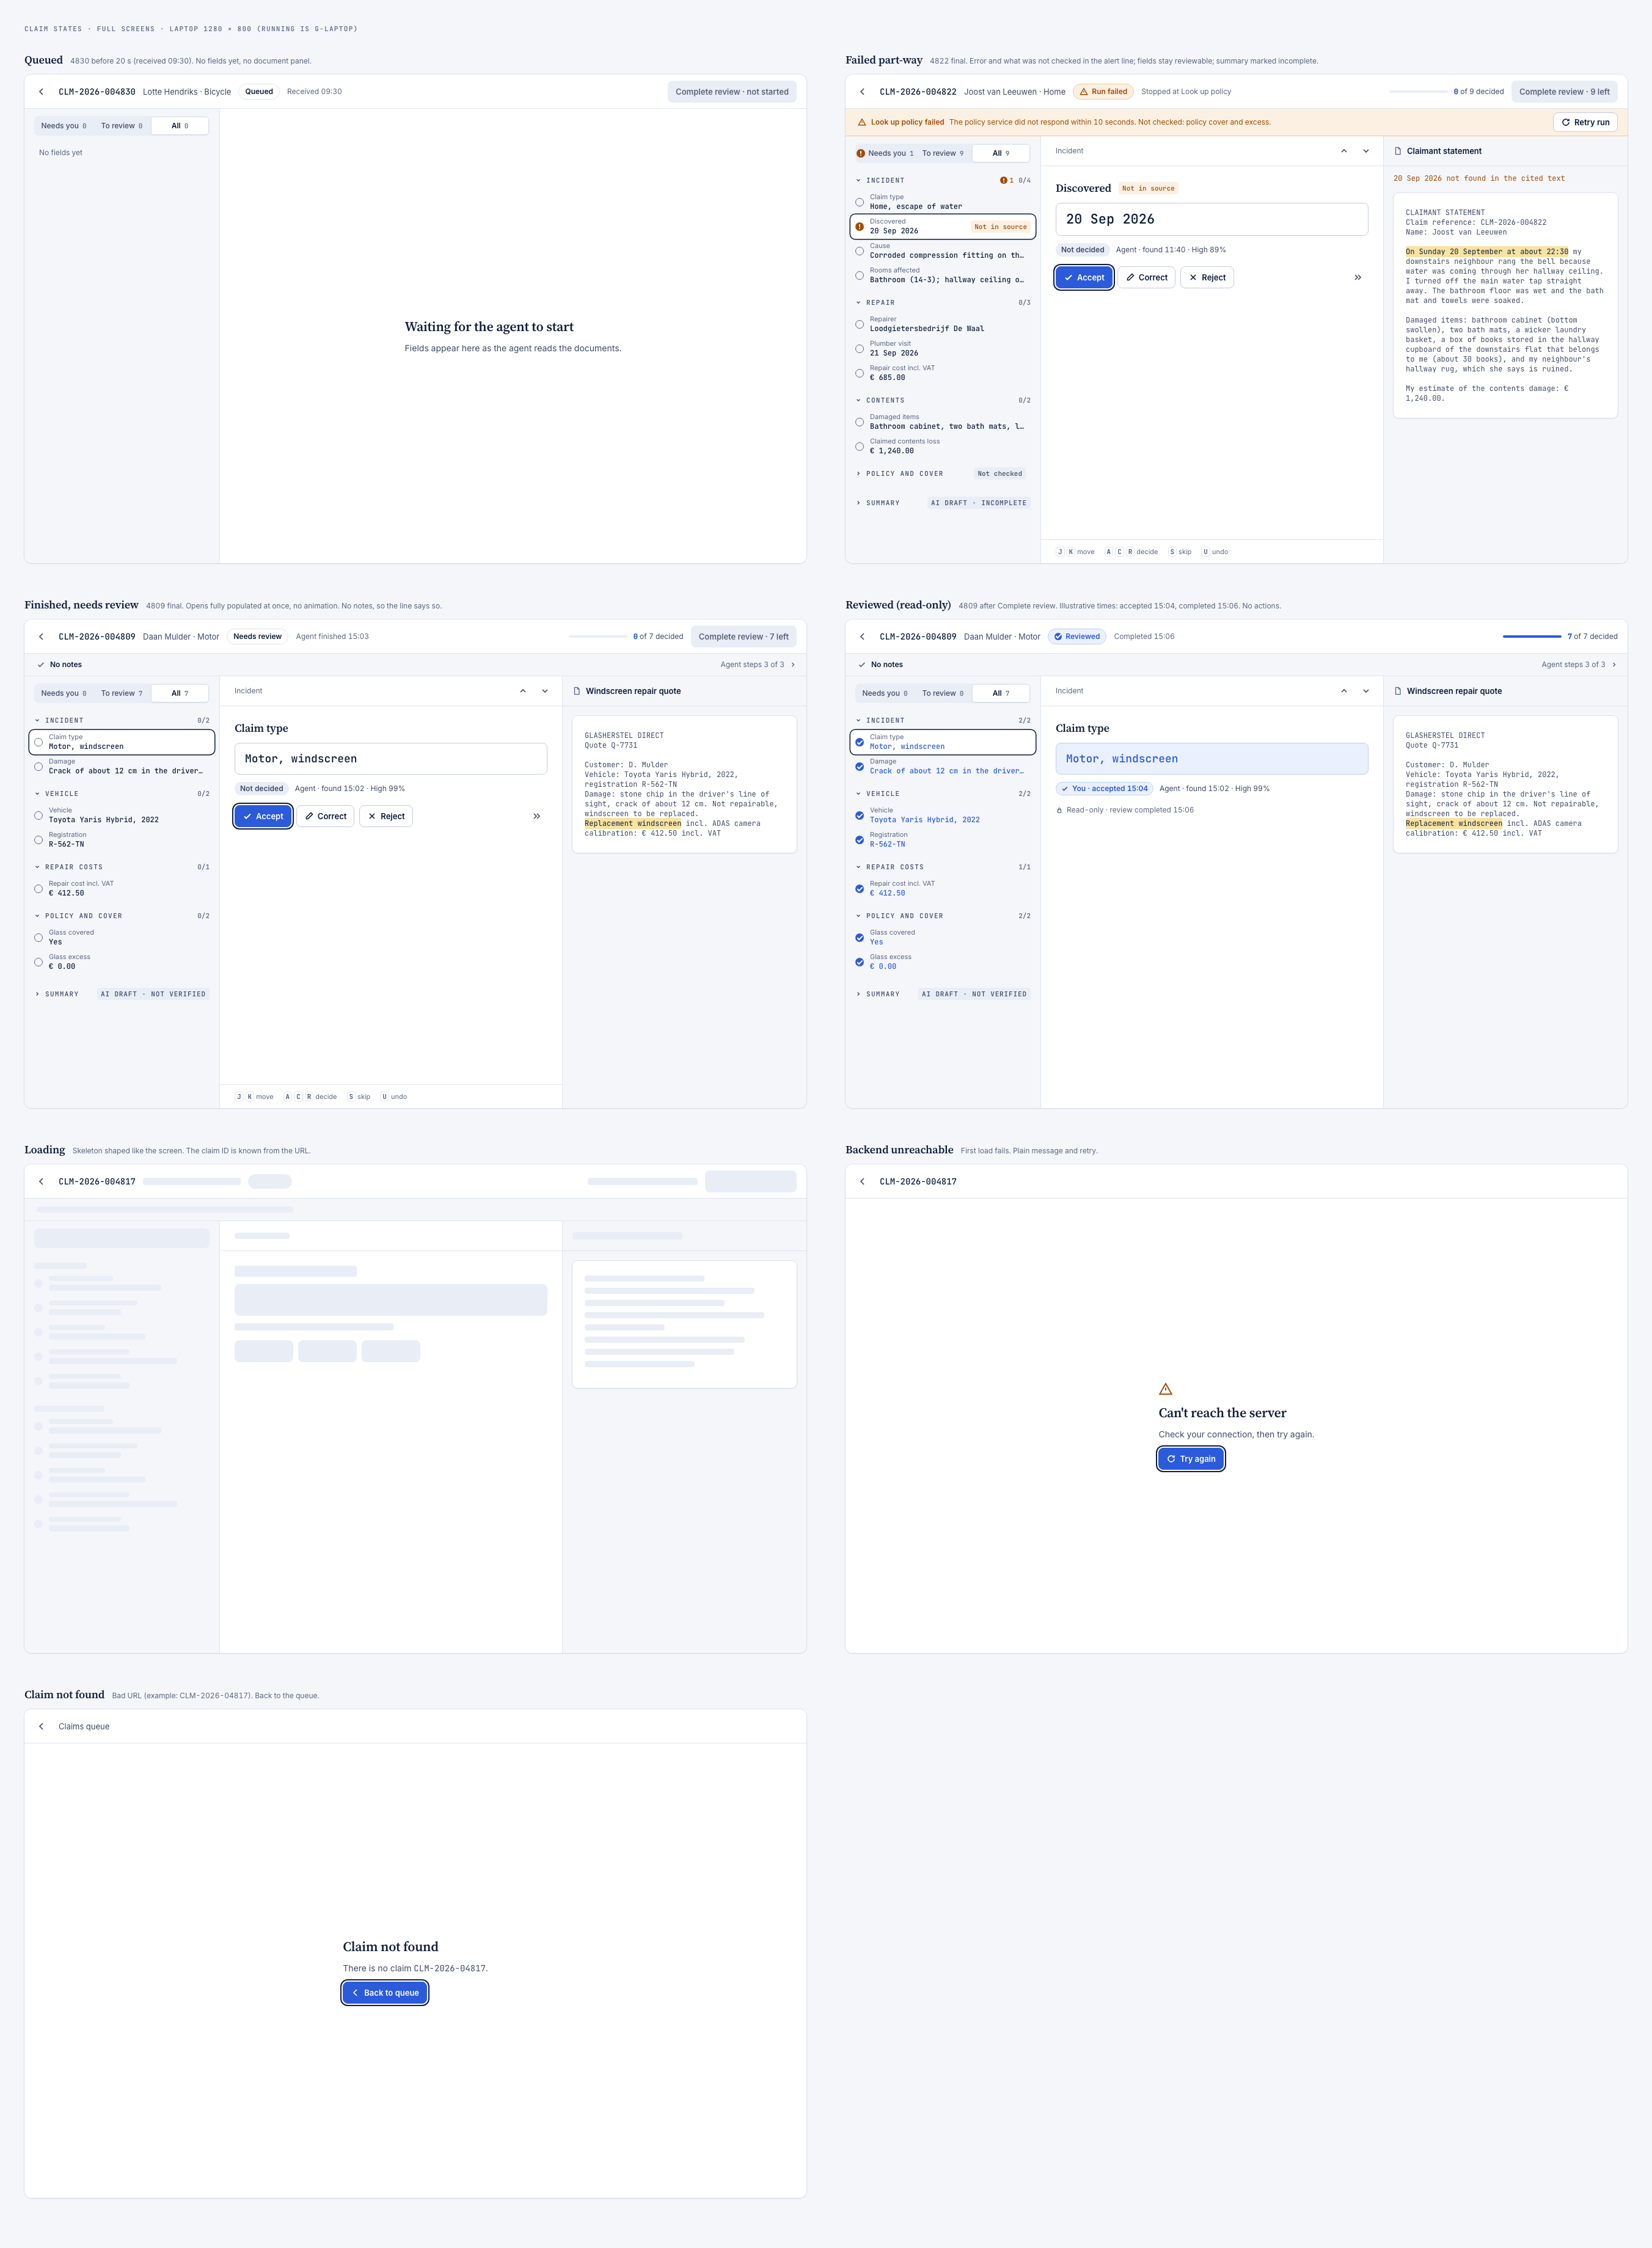 CLAIM STATES · FULL SCREENS · LAPTOP 1280 × 800 (RUNNING IS G-LAPTOP)
Queued 4830 before 20 s (received 09:30). No fields yet, no document panel.
CLM-2026-004830 Lotte Hendriks · Bicycle Queued Received 09:30 Complete review · not started
Needs you 0 To review 0 All 0
No fields yet
Waiting for the agent to start
Fields appear here as the agent reads the documents.
Failed part-way 4822 final. Error and what was not checked in the alert line; fields stay reviewable; summary marked incomplete.
CLM-2026-004822 Joost van Leeuwen · Home Run failed Stopped at Look up policy 0 of 9 decided Complete review · 9 left
Look up policy failed The policy service did not respond within 10 seconds. Not checked: policy cover and excess. Retry run
Needs you 1 To review 9 All 9
INCIDENT 1 0/4
Claim type
Home, escape of water
Discovered
20 Sep 2026 Not in source
Cause
Corroded compression fitting on th…
Rooms affected
Bathroom (14-3); hallway ceiling o…
REPAIR 0/3
Repairer
Loodgietersbedrijf De Waal
Plumber visit
21 Sep 2026
Repair cost incl. VAT
€ 685.00
CONTENTS 0/2
Damaged items
Bathroom cabinet, two bath mats, l…
Claimed contents loss
€ 1,240.00
POLICY AND COVER Not checked
SUMMARY AI DRAFT · INCOMPLETE
Incident
Discovered Not in source
20 Sep 2026
Not decided Agent · found 11:40 · High 89%
Accept Correct Reject
J K move A C R decide S skip U undo
Claimant statement
20 Sep 2026 not found in the cited text
CLAIMANT STATEMENT
Claim reference: CLM-2026-004822
Name: Joost van Leeuwen
On Sunday 20 September at about 22:30 my
downstairs neighbour rang the bell because
water was coming through her hallway ceiling.
I turned off the main water tap straight
away. The bathroom floor was wet and the bath
mat and towels were soaked.
Damaged items: bathroom cabinet (bottom
swollen), two bath mats, a wicker laundry
basket, a box of books stored in the hallway
cupboard of the downstairs flat that belongs
to me (about 30 books), and my neighbour's
hallway rug, which she says is ruined.
My estimate of the contents damage: €
1,240.00.
Finished, needs review 4809 final. Opens fully populated at once, no animation. No notes, so the line says so.
CLM-2026-004809 Daan Mulder · Motor Needs review Agent finished 15:03 0 of 7 decided Complete review · 7 left
No notes Agent steps 3 of 3
Needs you 0 To review 7 All 7
INCIDENT 0/2
Claim type
Motor, windscreen
Damage
Crack of about 12 cm in the driver…
VEHICLE 0/2
Vehicle
Toyota Yaris Hybrid, 2022
Registration
R-562-TN
REPAIR COSTS 0/1
Repair cost incl. VAT
€ 412.50
POLICY AND COVER 0/2
Glass covered
Yes
Glass excess
€ 0.00
SUMMARY AI DRAFT · NOT VERIFIED
Incident
Claim type
Motor, windscreen
Not decided Agent · found 15:02 · High 99%
Accept Correct Reject
J K move A C R decide S skip U undo
Windscreen repair quote
GLASHERSTEL DIRECT
Quote Q-7731
Customer: D. Mulder
Vehicle: Toyota Yaris Hybrid, 2022,
registration R-562-TN
Damage: stone chip in the driver's line of
sight, crack of about 12 cm. Not repairable,
windscreen to be replaced.
Replacement windscreen incl. ADAS camera
calibration: € 412.50 incl. VAT
Reviewed (read-only) 4809 after Complete review. Illustrative times: accepted 15:04, completed 15:06. No actions.
CLM-2026-004809 Daan Mulder · Motor Reviewed Completed 15:06 7 of 7 decided
No notes Agent steps 3 of 3
Needs you 0 To review 0 All 7
INCIDENT 2/2
Claim type
Motor, windscreen
Damage
Crack of about 12 cm in the driver…
VEHICLE 2/2
Vehicle
Toyota Yaris Hybrid, 2022
Registration
R-562-TN
REPAIR COSTS 1/1
Repair cost incl. VAT
€ 412.50
POLICY AND COVER 2/2
Glass covered
Yes
Glass excess
€ 0.00
SUMMARY AI DRAFT · NOT VERIFIED
Incident
Claim type
Motor, windscreen
You · accepted 15:04 Agent · found 15:02 · High 99%
Read-only · review completed 15:06
Windscreen repair quote
GLASHERSTEL DIRECT
Quote Q-7731
Customer: D. Mulder
Vehicle: Toyota Yaris Hybrid, 2022,
registration R-562-TN
Damage: stone chip in the driver's line of
sight, crack of about 12 cm. Not repairable,
windscreen to be replaced.
Replacement windscreen incl. ADAS camera
calibration: € 412.50 incl. VAT
Loading Skeleton shaped like the screen. The claim ID is known from the URL.
CLM-2026-004817
Backend unreachable First load fails. Plain message and retry.
CLM-2026-004817
Can't reach the server
Check your connection, then try again.
Try again
Claim not found Bad URL (example: CLM-2026-04817). Back to the queue.
Claims queue
Claim not found
There is no claim CLM-2026-04817.
Back to queue